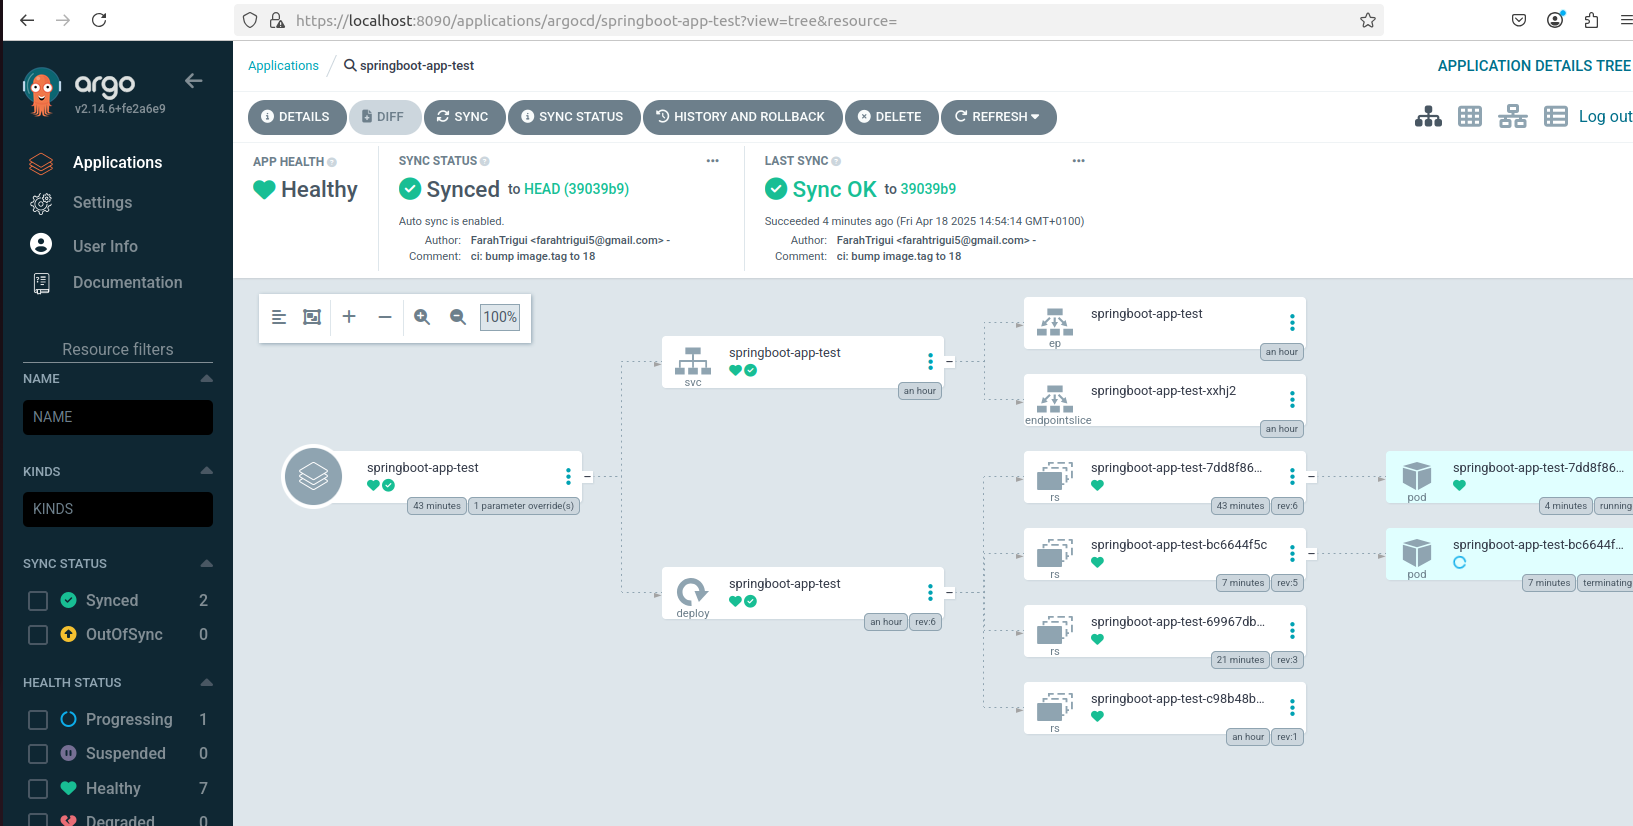 https://localhost:8090/applications/argocd/springboot-app-test?view=tree&resource=
argo
v2.14.6+fe2a6e9
Applications
Settings
User Info
Documentation
Resource filters
NAME
NAME
KINDS
KINDS
SYNC STATUS
Synced 2
OutOfSync 0
HEALTH STATUS
Progressing 1
Suspended 0
Healthy 7
Degraded 0
Applications / springboot-app-test
APPLICATION DETAILS TREE
DETAILS DIFF SYNC SYNC STATUS HISTORY AND ROLLBACK DELETE REFRESH
Log out
APP HEALTH
Healthy
SYNC STATUS
Synced to HEAD (39039b9)
Auto sync is enabled.
Author: FarahTrigui <farahtrigui5@gmail.com> -
Comment: ci: bump image.tag to 18
LAST SYNC
Sync OK to 39039b9
Succeeded 4 minutes ago (Fri Apr 18 2025 14:54:14 GMT+0100)
Author: FarahTrigui <farahtrigui5@gmail.com> -
Comment: ci: bump image.tag to 18
100%
springboot-app-test
43 minutes 1 parameter override(s)
springboot-app-test
svc
an hour
springboot-app-test
deploy
an hour rev:6
springboot-app-test
ep
an hour
springboot-app-test-xxhj2
endpointslice
an hour
springboot-app-test-7dd8f86...
rs
43 minutes rev:6
springboot-app-test-bc6644f5c
rs
7 minutes rev:5
springboot-app-test-69967db...
rs
21 minutes rev:3
springboot-app-test-c98b48b...
rs
an hour rev:1
springboot-app-test-7dd8f86...
pod
4 minutes running
springboot-app-test-bc6644f...
pod
7 minutes terminating